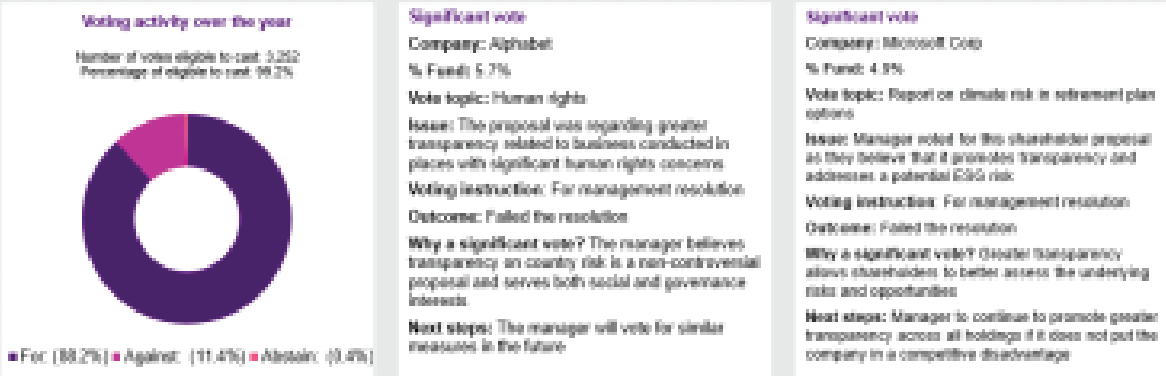 Voting activity over the year
Number of votes eligible to cast: 3,252
Percentage of eligible to cast: 99.2%
For: (88.2%) Against: (11.4%) Abstain: (0.4%)
Significant vote
Company: Alphabet
% Fund: 5.7%
Vote topic: Human rights
Issue: The proposal was regarding greater
transparency related to business conducted in
places with significant human rights concerns
Voting instruction: For management resolution
Outcome: Failed the resolution
Why a significant vote? The manager believes
transparency on country risk is a non-controversial
proposal and serves both social and governance
interests.
Next steps: The manager will vote for similar
measures in the future
Significant vote
Company: Microsoft Corp
% Fund: 4.9%
Vote topic: Report on climate risk in retirement plan
options
Issue: Manager voted for this shareholder proposal
as they believe that it promotes transparency and
addresses a potential ESG risk
Voting instruction: For management resolution
Outcome: Failed the resolution
Why a significant vote? Greater transparency
allows shareholders to better assess the underlying
risks and opportunities
Next steps: Manager to continue to promote greater
transparency across all holdings if it does not put the
company in a competitive disadvantage